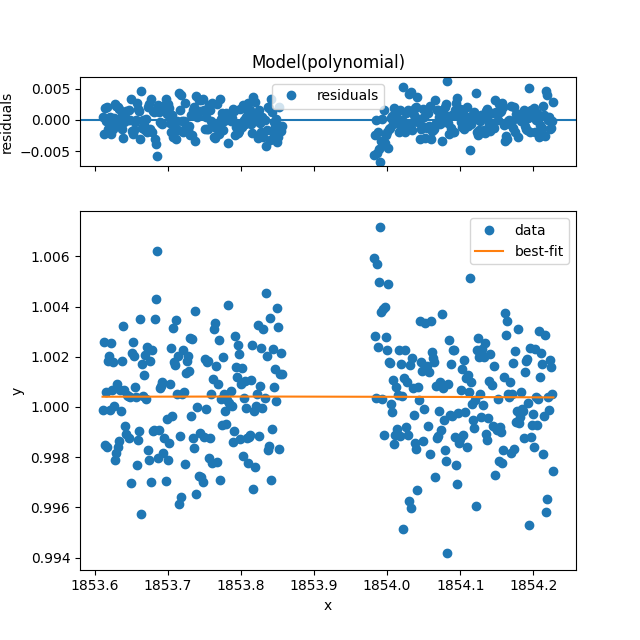 Model(polynomial)
residuals
0.005
0.000
−0.005
residuals
data
best-fit
y
1.006
1.004
1.002
1.000
0.998
0.996
0.994
1853.6 1853.7 1853.8 1853.9 1854.0 1854.1 1854.2
x